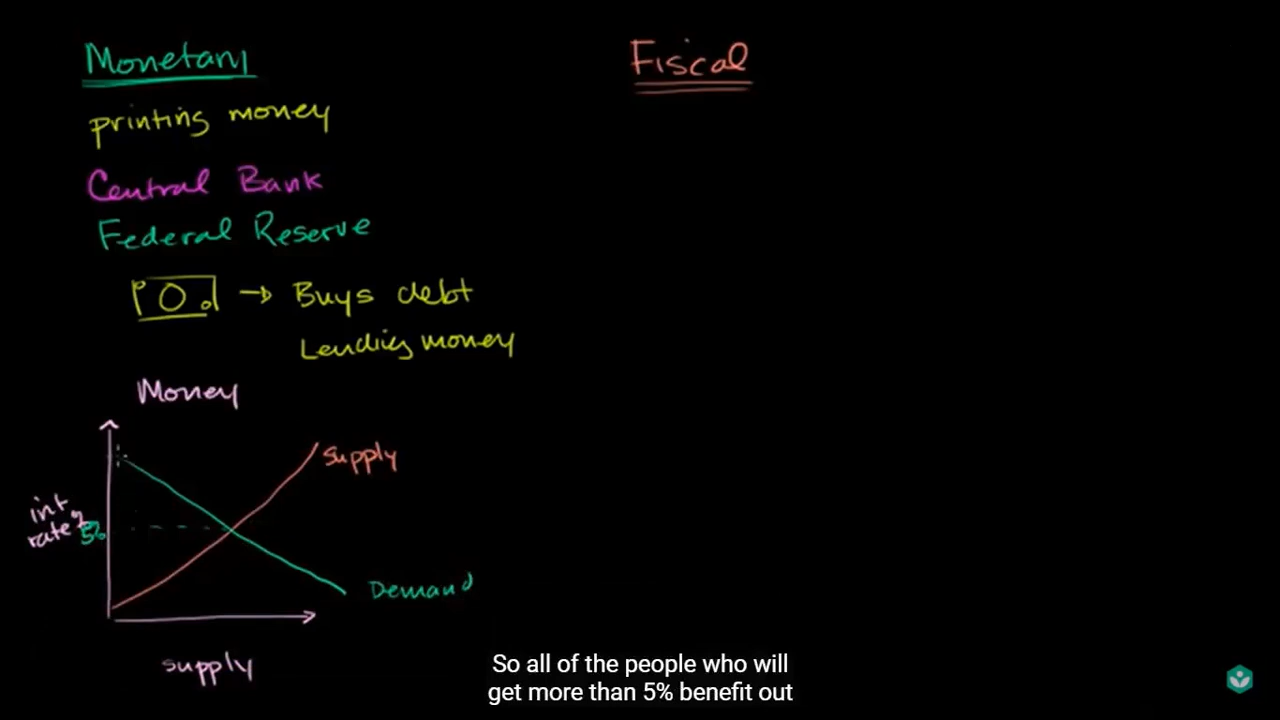 Monetary
Fiscal
printing money
Central Bank
Federal Reserve
→ Buys debt
Lending money
Money
supply
int
rate %
5%
Demand
supply
So all of the people who will
get more than 5% benefit out